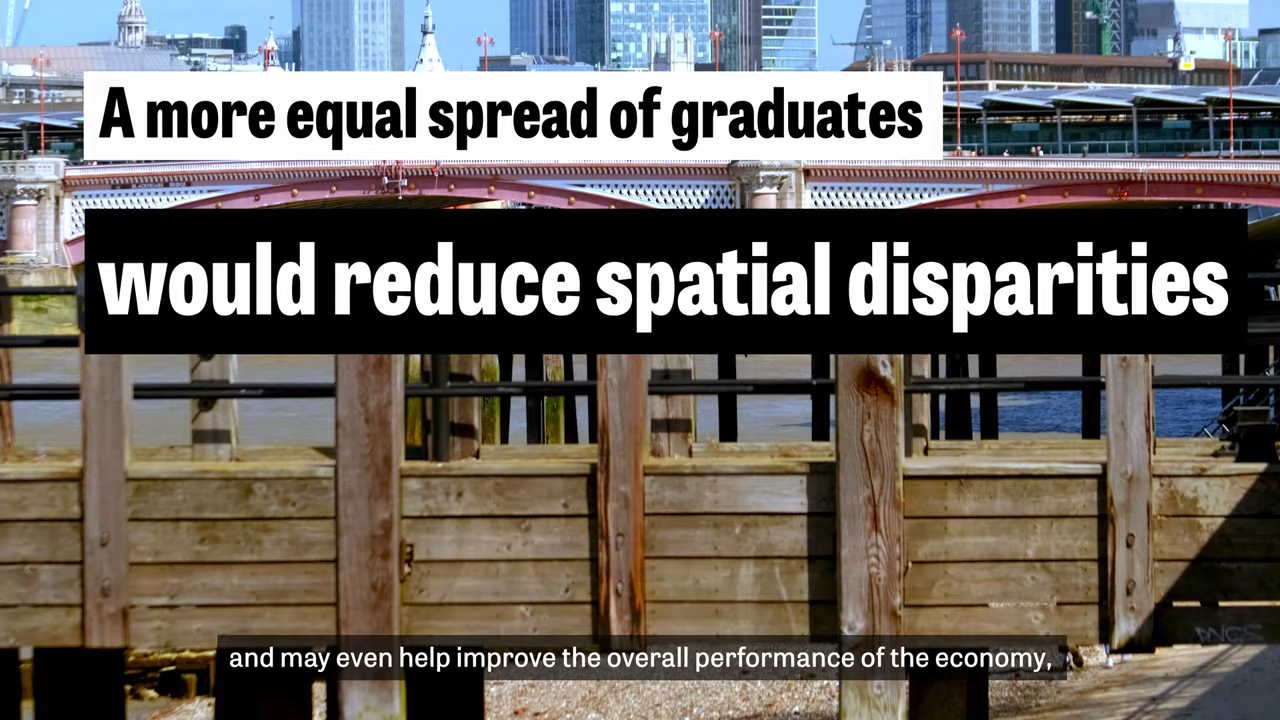 A more equal spread of graduates
would reduce spatial disparities
and may even help improve the overall performance of the economy,